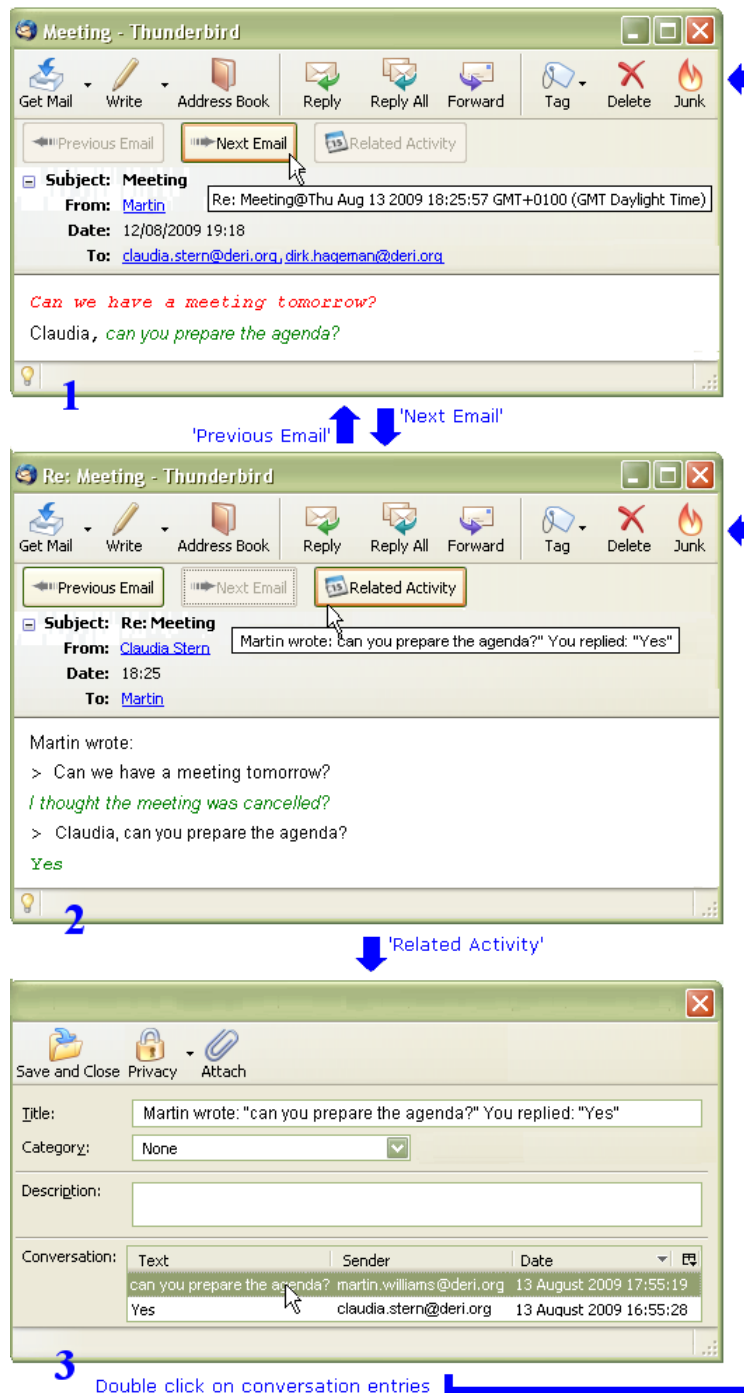 Meeting - Thunderbird
Get Mail Write Address Book Reply Reply All Forward Tag Delete Junk
Previous Email Next Email 15 Related Activity
Subject: Meeting
Re: Meeting@Thu Aug 13 2009 18:25:57 GMT+0100 (GMT Daylight Time)
From: Martin
Date: 12/08/2009 19:18
To: claudia.stern@deri.org, dirk.hageman@deri.org
Can we have a meeting tomorrow?
Claudia, can you prepare the agenda?
1
'Previous Email' 'Next Email'
Re: Meeting - Thunderbird
Get Mail Write Address Book Reply Reply All Forward Tag Delete Junk
Previous Email Next Email 15 Related Activity
Subject: Re: Meeting
Martin wrote: can you prepare the agenda?" You replied: "Yes"
From: Claudia Stern
Date: 18:25
To: Martin
Martin wrote:
> Can we have a meeting tomorrow?
I thought the meeting was cancelled?
> Claudia, can you prepare the agenda?
Yes
2
'Related Activity'
Save and Close Privacy Attach
Title: Martin wrote: "can you prepare the agenda?" You replied: "Yes"
Category: None
Description:
Conversation: Text Sender Date
can you prepare the agenda? martin.williams@deri.org 13 August 2009 17:55:19
Yes claudia.stern@deri.org 13 August 2009 16:55:28
3
Double click on conversation entries